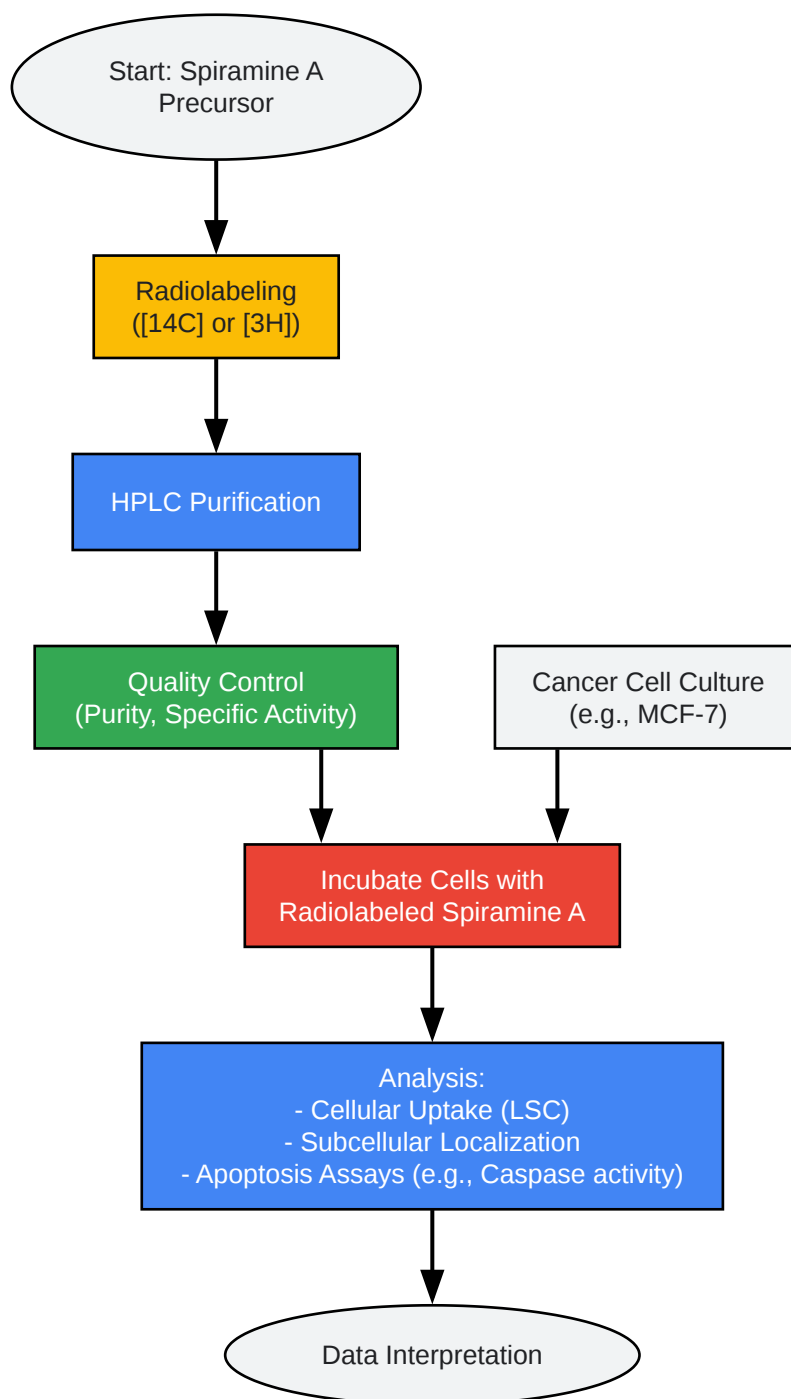 Start: Spiramine A
Precursor
Radiolabeling
([14C] or [3H])
HPLC Purification
Quality Control
(Purity, Specific Activity)
Cancer Cell Culture
(e.g., MCF-7)
Incubate Cells with
Radiolabeled Spiramine A
Analysis:
- Cellular Uptake (LSC)
- Subcellular Localization
- Apoptosis Assays (e.g., Caspase activity)
Data Interpretation